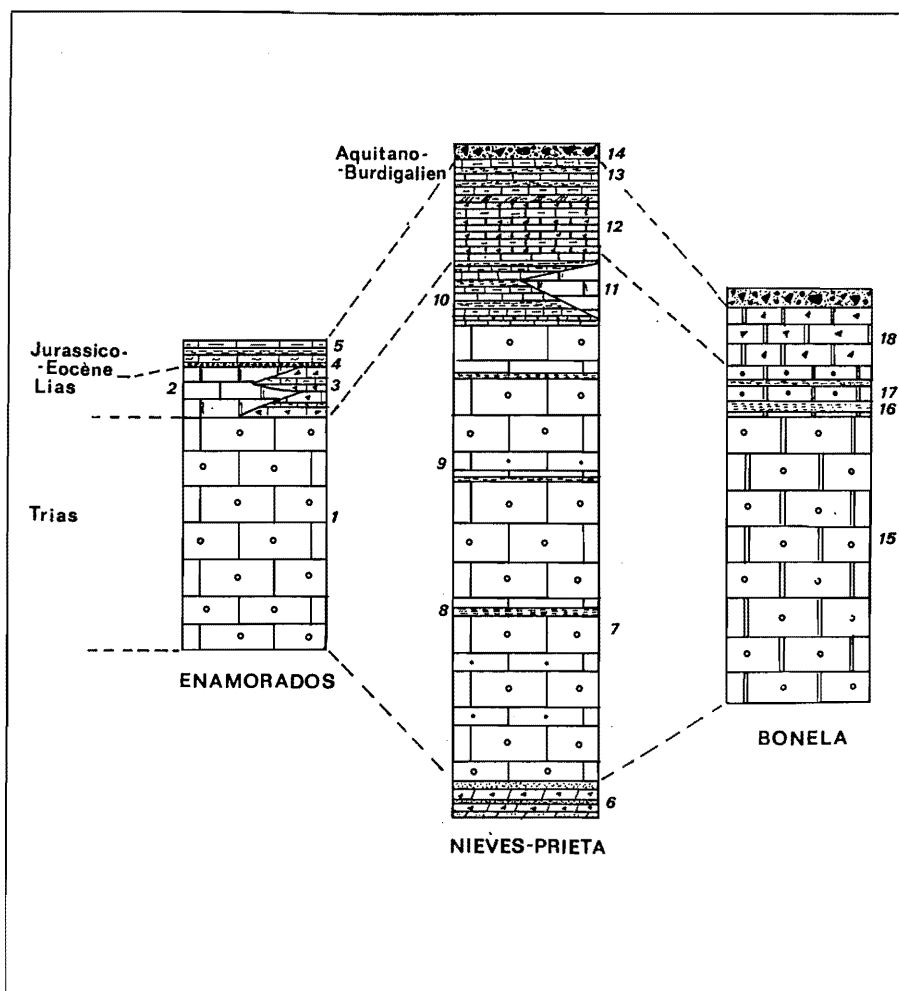 Aquitano-
-Burdigalien
14
13
12
11
10
Jurassico-
-Eocène
Lias
5
4
3
2
18
17
16
9
Trias
1
15
8
7
ENAMORADOS
BONELA
6
NIEVES-PRIETA